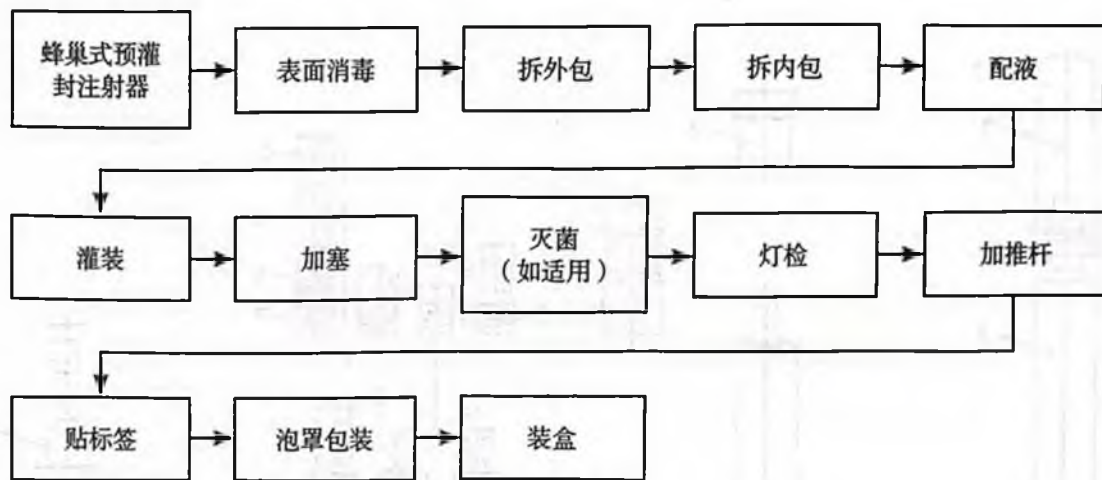 蜂巢式预灌
封注射器
表面消毒
拆外包
拆内包
配液
灌装
加塞
灭菌
（如适用）
灯检
加推杆
贴标签
泡罩包装
装盒